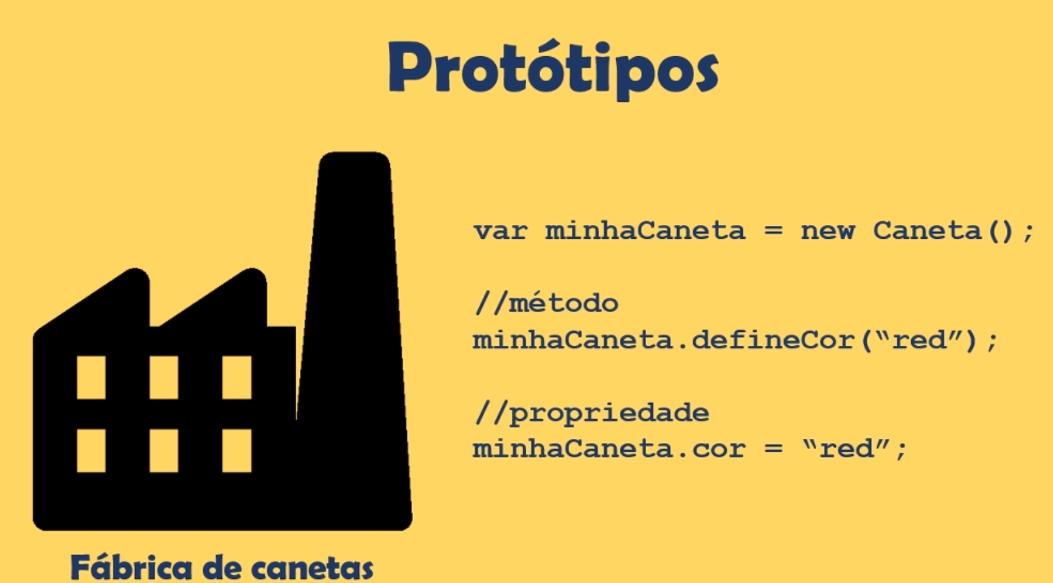 Protótipos
var minhaCaneta = new Caneta();
//método
minhaCaneta.defineCor(“red”);
//propriedade
minhaCaneta.cor = “red”;
Fábrica de canetas